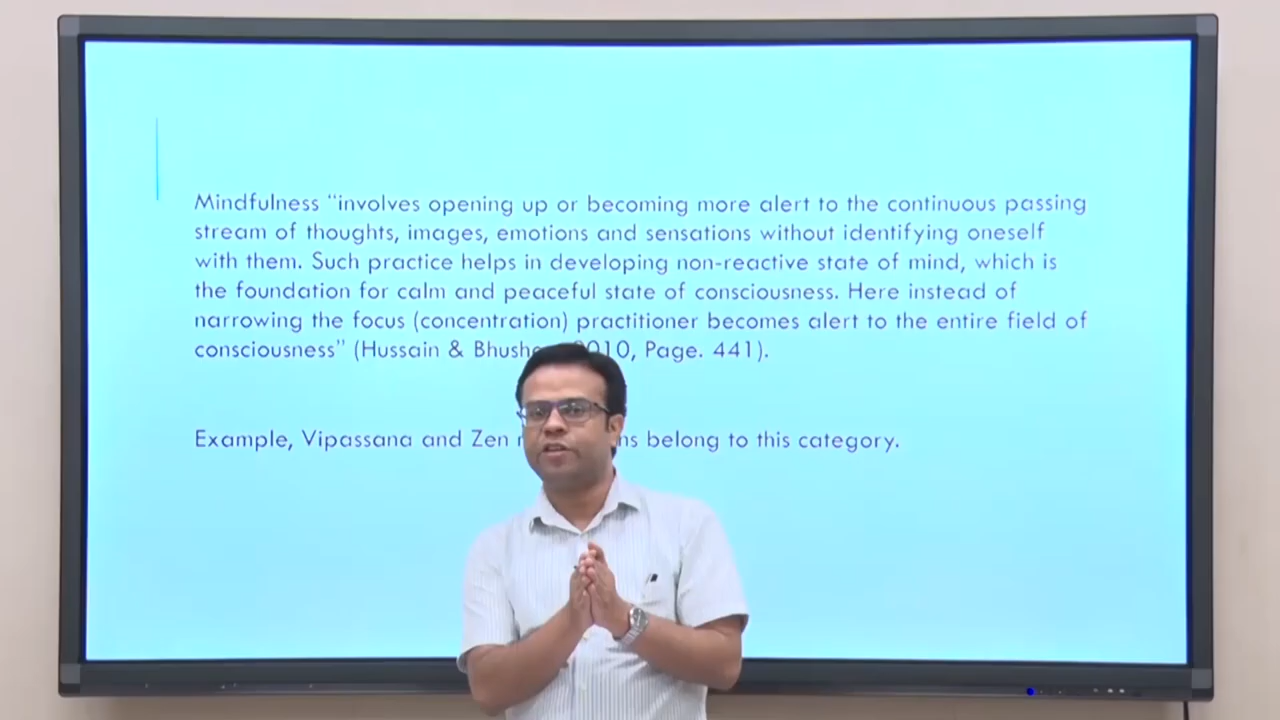 Mindfulness “involves opening up or becoming more alert to the continuous passing
stream of thoughts, images, emotions and sensations without identifying oneself
with them. Such practice helps in developing non-reactive state of mind, which is
the foundation for calm and peaceful state of consciousness. Here instead of
narrowing the focus (concentration) practitioner becomes alert to the entire field of
consciousness” (Hussain & 2010, Page. 441).
Example, Vipassana and Zen belong to this category.